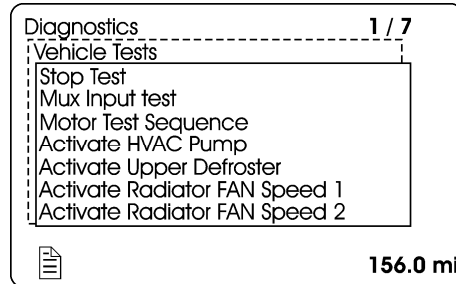 Diagnostics 1 / 7
Vehicle Tests
Stop Test
Mux Input test
Motor Test Sequence
Activate HVAC Pump
Activate Upper Defroster
Activate Radiator FAN Speed 1
Activate Radiator FAN Speed 2
156.0 mi